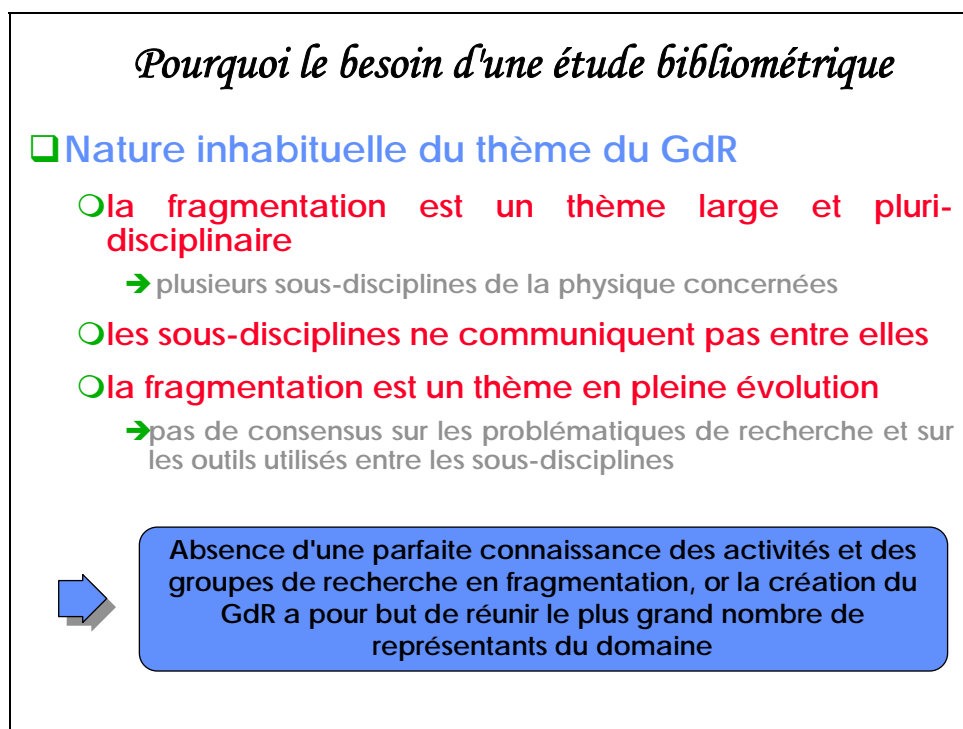 Pourquoi le besoin d'une étude bibliométrique
Nature inhabituelle du thème du GdR
la fragmentation est un thème large et pluri-
disciplinaire
plusieurs sous-disciplines de la physique concernées
les sous-disciplines ne communiquent pas entre elles
la fragmentation est un thème en pleine évolution
pas de consensus sur les problématiques de recherche et sur
les outils utilisés entre les sous-disciplines
Absence d'une parfaite connaissance des activités et des
groupes de recherche en fragmentation, or la création du
GdR a pour but de réunir le plus grand nombre de
représentants du domaine